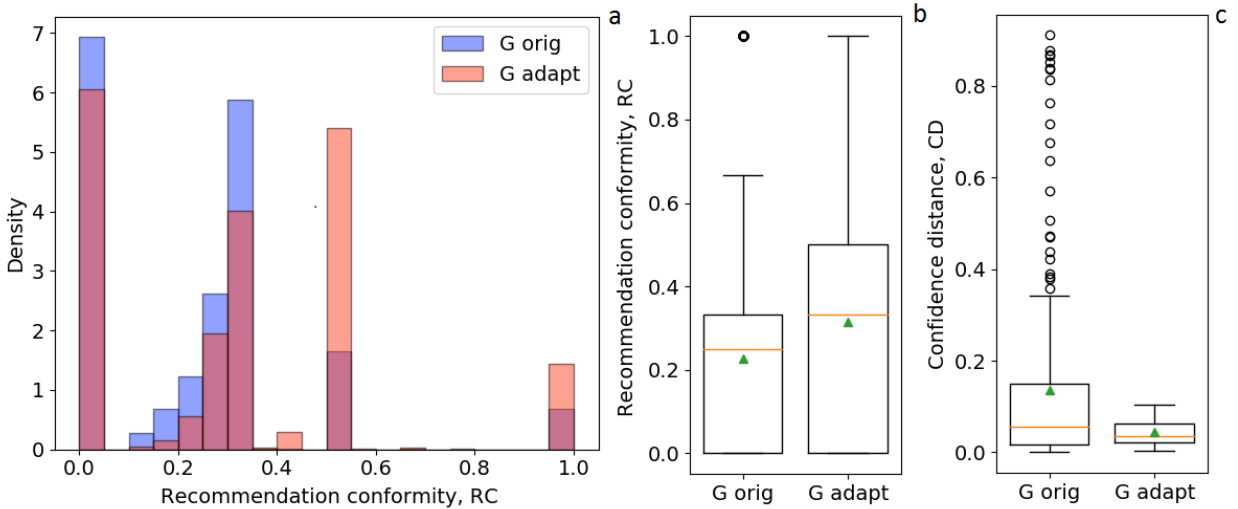 a
7
6
5
4
3
2
1
0
Density
G orig
G adapt
0.0 0.2 0.4 0.6 0.8 1.0
Recommendation conformity, RC
b
1.0
0.8
0.6
0.4
0.2
0.0
Recommendation conformity, RC
G orig G adapt
c
0.8
0.6
0.4
0.2
0.0
Confidence distance, CD
G orig G adapt